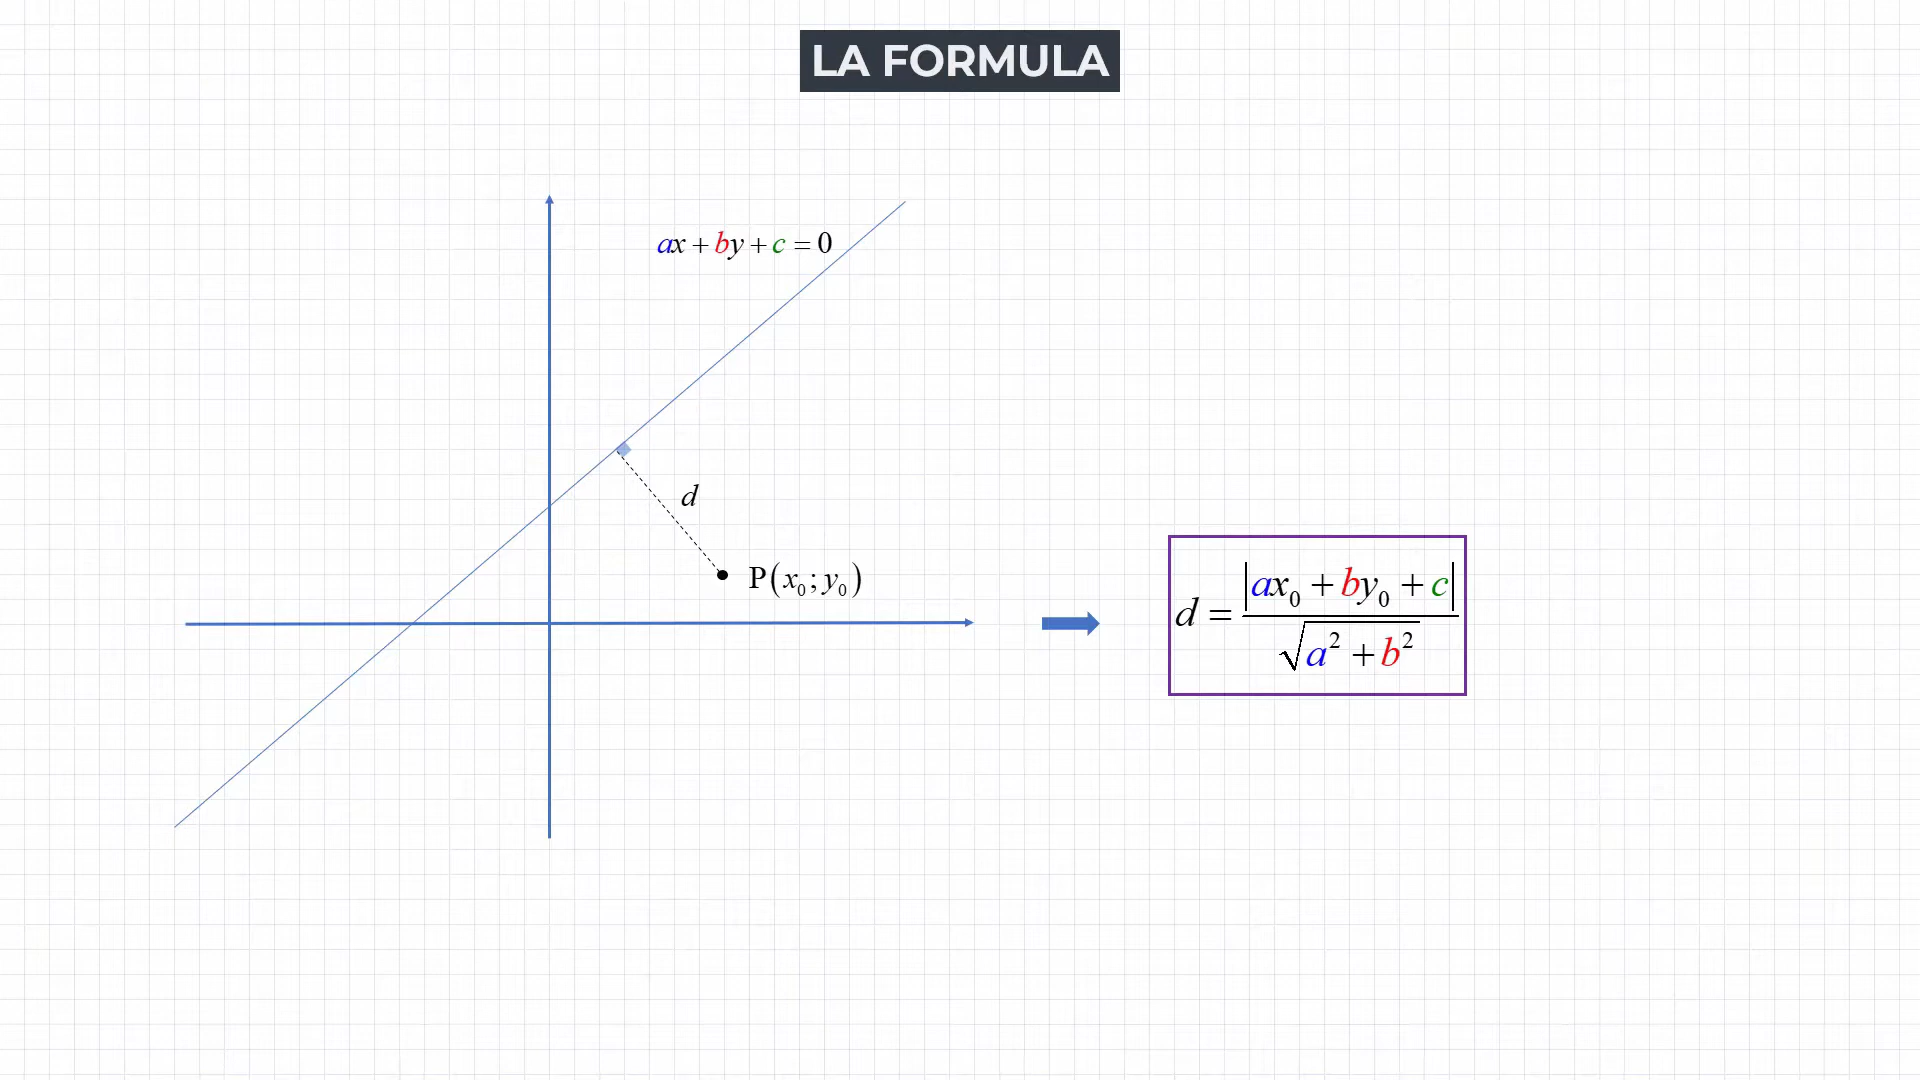 LA FORMULA
ax + by + c = 0
d
P(x₀; y₀)
d = |ax₀ + by₀ + c| / √(a² + b²)